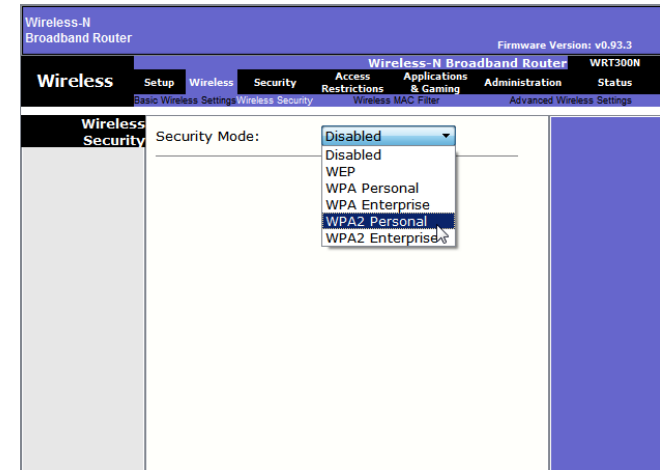 Wireless-N
Broadband Router
Firmware Version: v0.93.3
Wireless-N Broadband Router WRT300N
Wireless
Setup Wireless Security Access Restrictions Applications & Gaming Administration Status
Basic Wireless Settings Wireless Security Wireless MAC Filter Advanced Wireless Settings
Wireless
Security
Security Mode: Disabled
Disabled
WEP
WPA Personal
WPA Enterprise
WPA2 Personal
WPA2 Enterprise